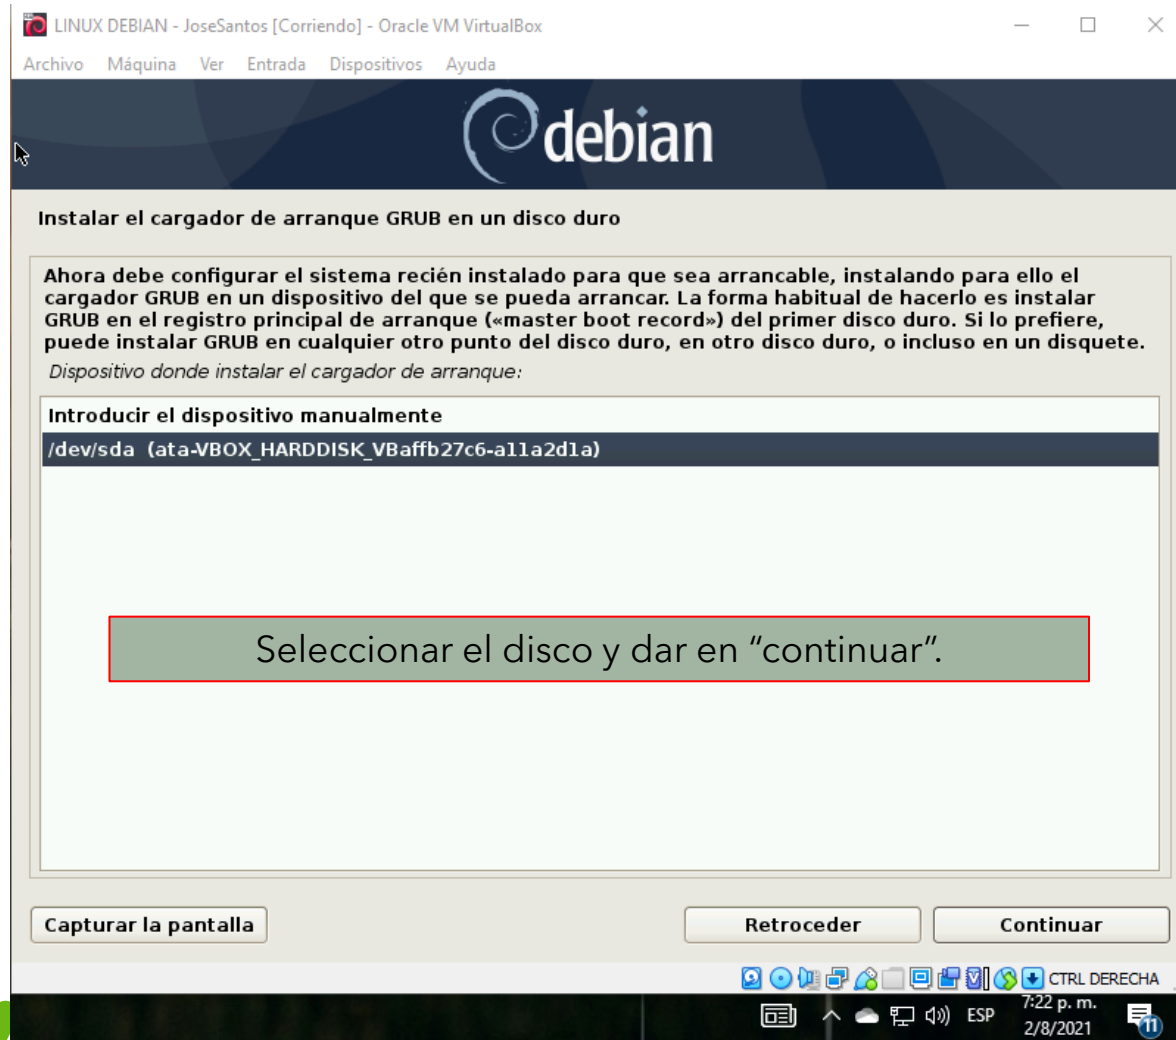 LINUX DEBIAN - JoseSantos [Corriendo] - Oracle VM VirtualBox
Archivo Máquina Ver Entrada Dispositivos Ayuda
debian
Instalar el cargador de arranque GRUB en un disco duro
Ahora debe configurar el sistema recién instalado para que sea arrancable, instalando para ello el
cargador GRUB en un dispositivo del que se pueda arrancar. La forma habitual de hacerlo es instalar
GRUB en el registro principal de arranque («master boot record») del primer disco duro. Si lo prefiere,
puede instalar GRUB en cualquier otro punto del disco duro, en otro disco duro, o incluso en un disquete.
Dispositivo donde instalar el cargador de arranque:
Introducir el dispositivo manualmente
/dev/sda (ata-VBOX_HARDDISK_VBaffb27c6-a11a2d1a)
Seleccionar el disco y dar en “continuar”.
Capturar la pantalla
Retroceder
Continuar
CTRL DERECHA
ESP
7:22 p. m.
2/8/2021
11